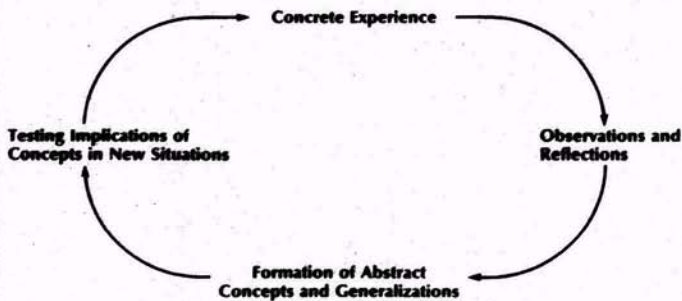 Concrete Experience
Testing Implications of
Concepts in New Situations
Observations and
Reflections
Formation of Abstract
Concepts and Generalizations